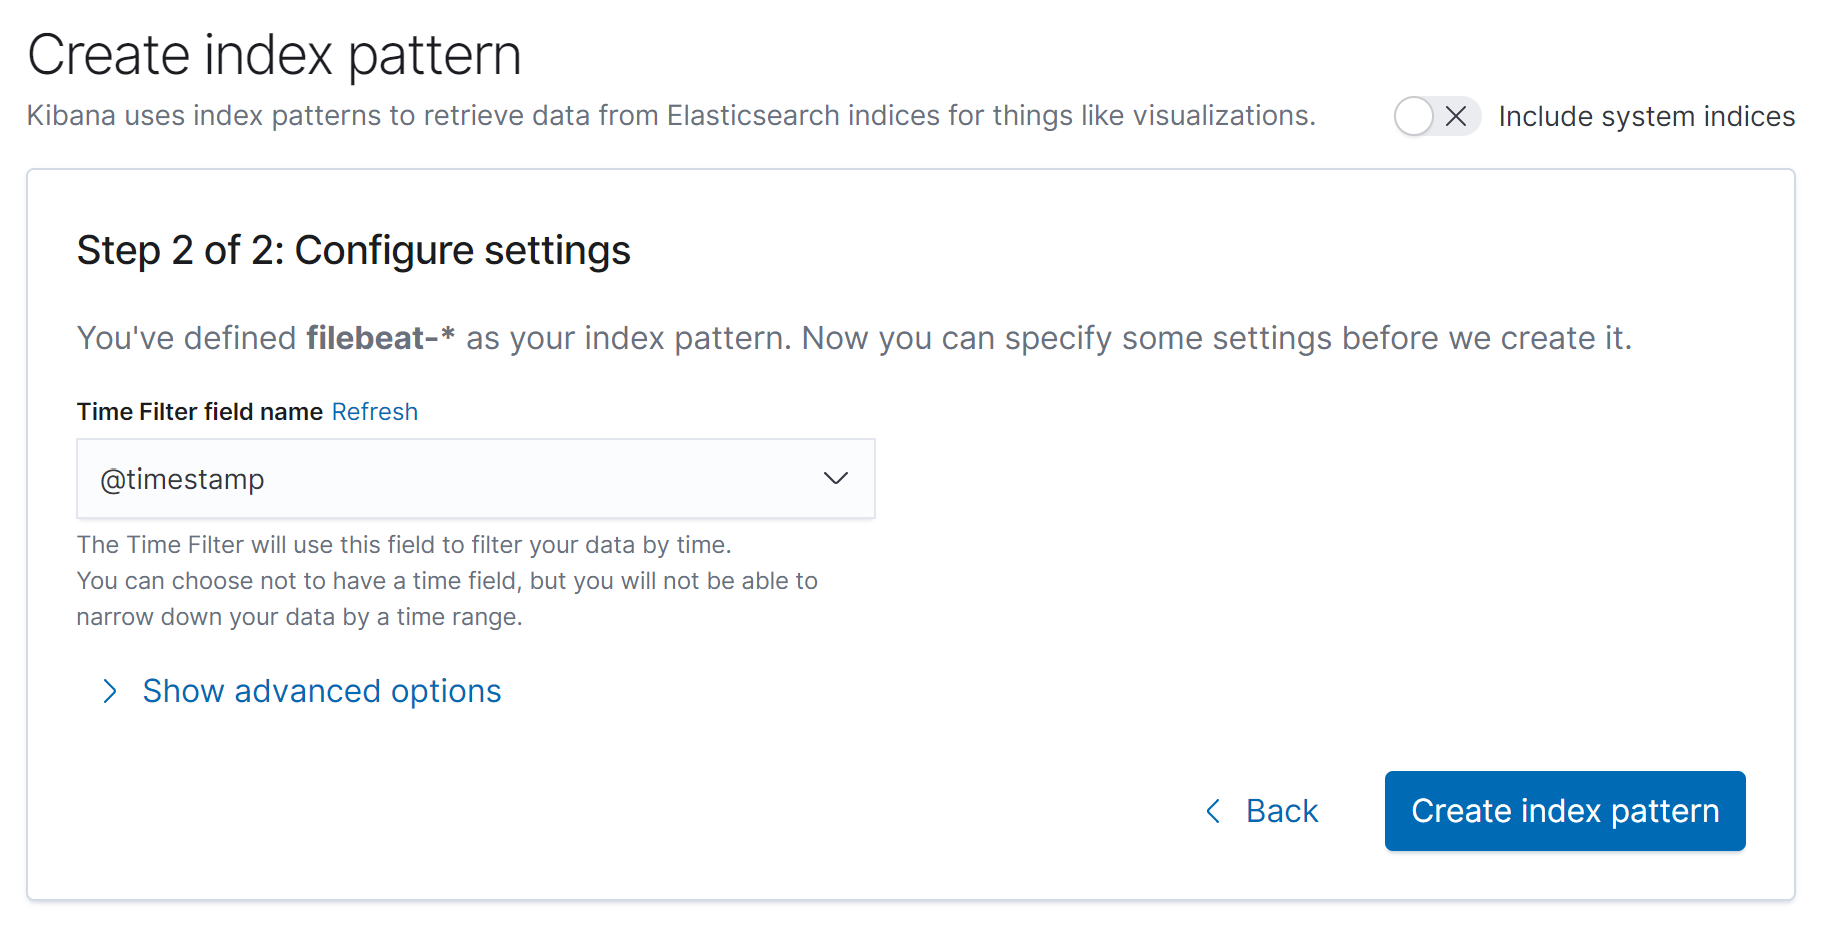 Create index pattern
Kibana uses index patterns to retrieve data from Elasticsearch indices for things like visualizations.
Include system indices
Step 2 of 2: Configure settings
You've defined filebeat-* as your index pattern. Now you can specify some settings before we create it.
Time Filter field name Refresh
@timestamp
The Time Filter will use this field to filter your data by time.
You can choose not to have a time field, but you will not be able to
narrow down your data by a time range.
Show advanced options
Back
Create index pattern